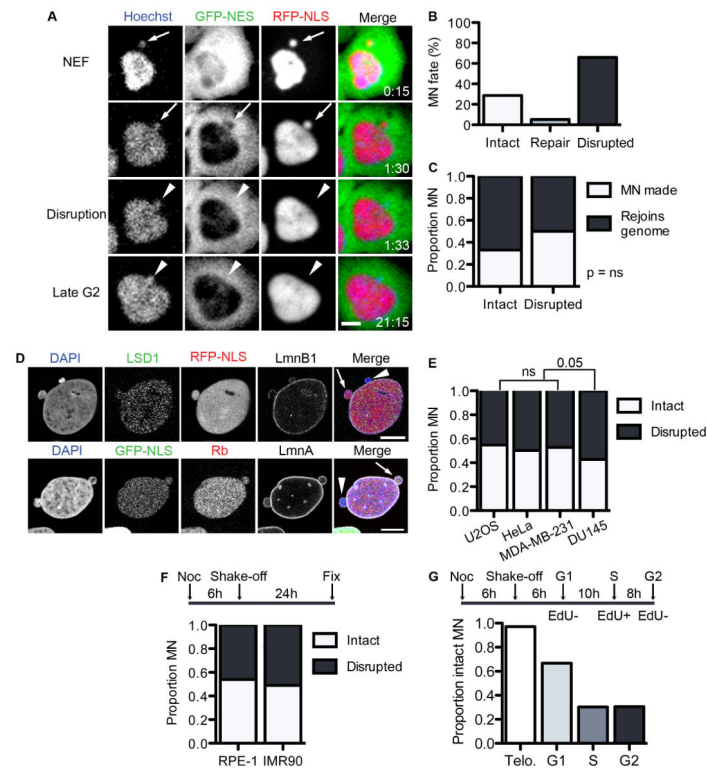 A
Hoechst GFP-NES RFP-NLS Merge
NEF
0:15
1:30
Disruption
1:33
Late G2
21:15
B
MN fate (%)
100
80
60
40
20
0
Intact Repair Disrupted
C
Proportion MN
1.0
0.8
0.6
0.4
0.2
0.0
Intact Disrupted
MN made
Rejoins
genome
p = ns
D
DAPI LSD1 RFP-NLS LmnB1 Merge
DAPI GFP-NLS Rb LmnA Merge
E
Proportion MN
1.0
0.8
0.6
0.4
0.2
0.0
ns
0.05
U2OS
HeLa
MDA-MB-231
DU145
Intact
Disrupted
F
Noc Shake-off Fix
6h 24h
Proportion MN
1.0
0.8
0.6
0.4
0.2
0.0
RPE-1 IMR90
Intact
Disrupted
G
Noc Shake-off G1 S G2
6h 6h 10h 8h
EdU- EdU+ EdU-
Proportion intact MN
1.0
0.8
0.6
0.4
0.2
0.0
Telo. G1 S G2